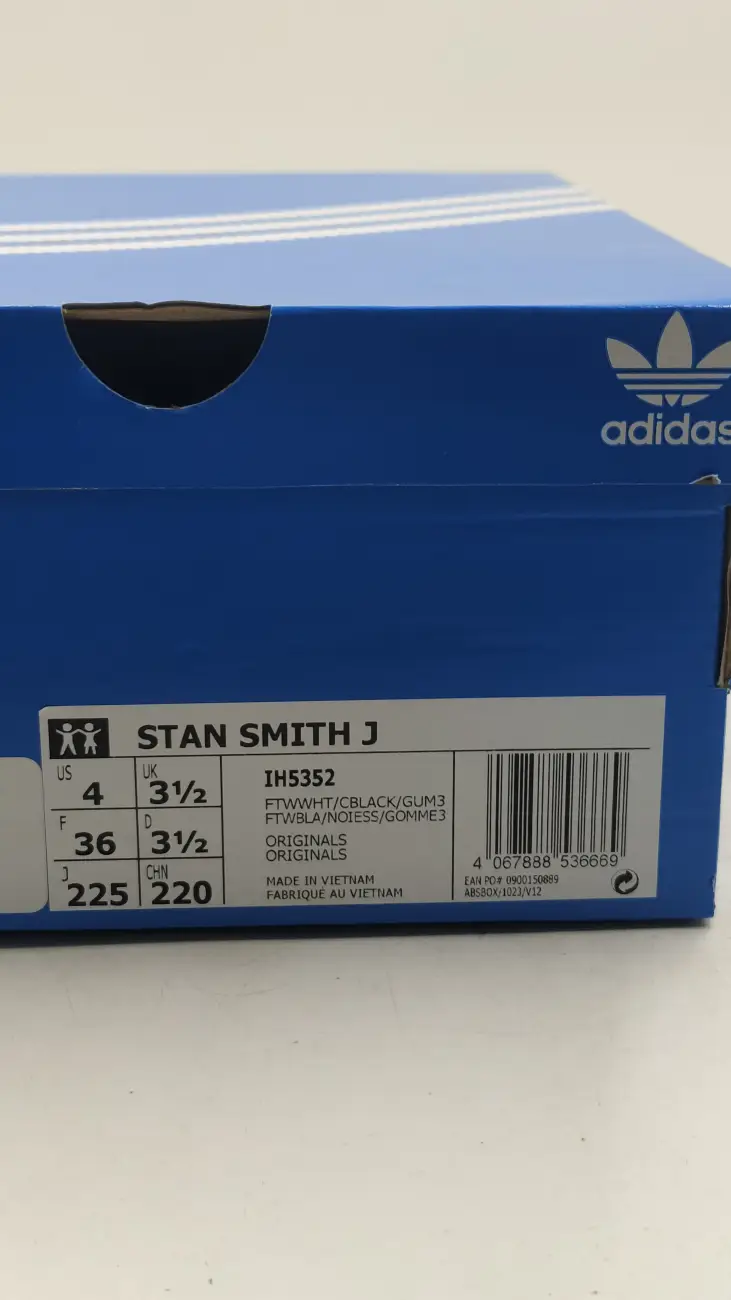 adidas
STAN SMITH J
US 4
UK 3½
F 36
D 3½
J 225
CHN 220
IH5352
FTWWHT/CBLACK/GUM3
FTWBLA/NOIESS/GOMME3
ORIGINALS
ORIGINALS
MADE IN VIETNAM
FABRIQUÉ AU VIETNAM
4 067888 536669
EAN PO# 0900150889
ABSBOX/1023/V12